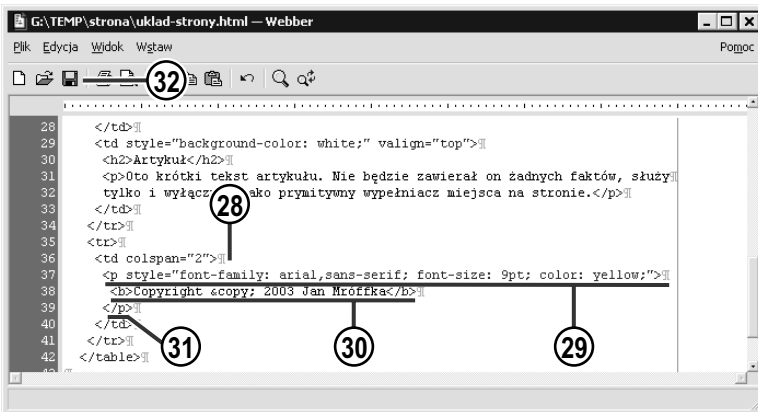 G:\TEMP\strona\uklad-strony.html — Webber
Plik Edycja Widok Wstaw Pomoc
32
28 </td>¶
29 <td style="background-color: white;" valign="top">¶
30 <h2>Artykuł</h2>¶
31 <p>Oto krótki tekst artykułu. Nie będzie zawierał on żadnych faktów, służy¶
32 tylko i jako prymitywny wypełniacz miejsca na stronie.</p>¶
33 </td>¶
28
34 </tr>¶
35 <tr>¶
36 <td colspan="2">¶
37 <p style="font-family: arial,sans-serif; font-size: 9pt; color: yellow;">¶
38 <b>Copyright &copy; 2003 Jan Mróffka</b>¶
39 </p>¶
40 </td>¶
31 30 29
41 </tr>¶
42 </table>¶